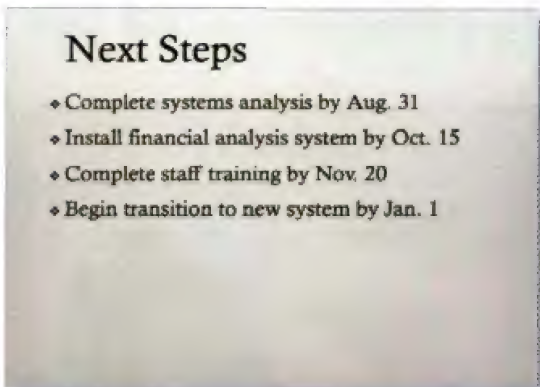 Next Steps
❖ Complete systems analysis by Aug. 31
❖ Install financial analysis system by Oct. 15
❖ Complete staff training by Nov. 20
❖ Begin transition to new system by Jan. 1